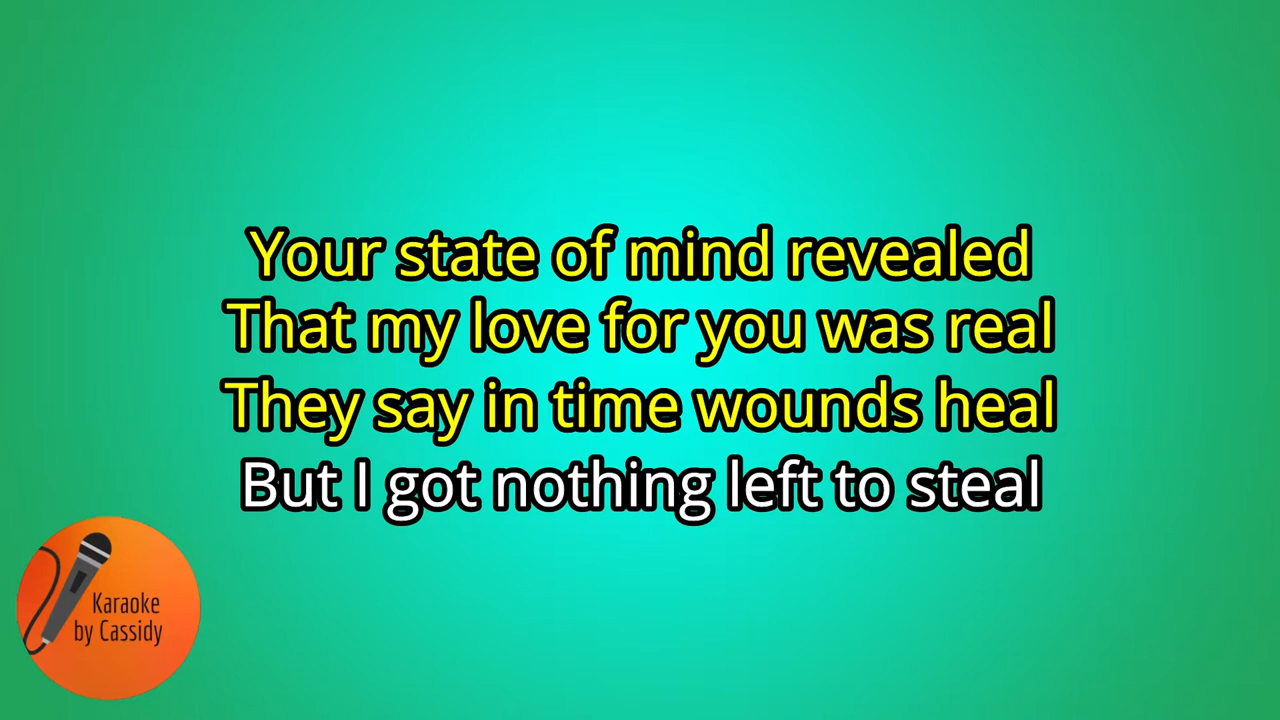 Your state of mind revealed
That my love for you was real
They say in time wounds heal
But I got nothing left to steal
Karaoke
by Cassidy